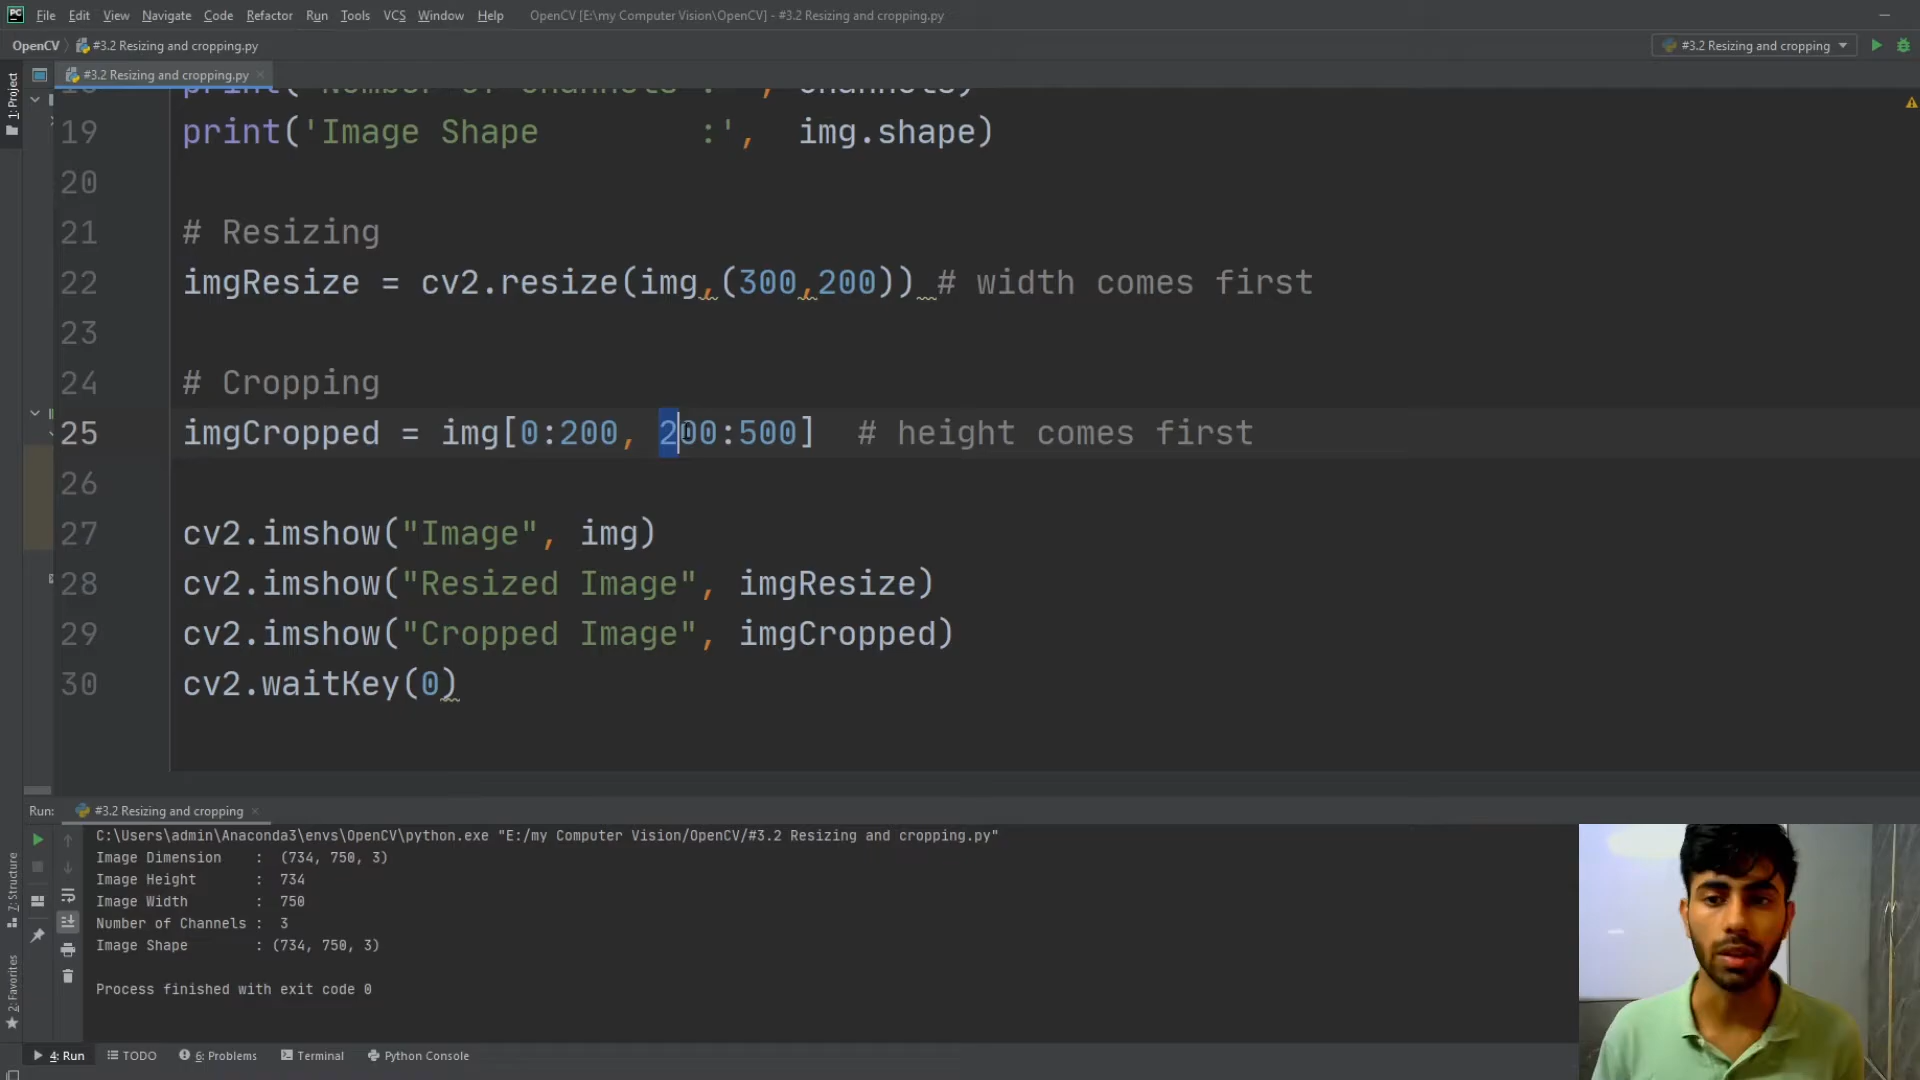 File Edit View Navigate Code Refactor Run Tools VCS Window Help OpenCV [E:\my Computer Vision\OpenCV] - #3.2 Resizing and cropping.py
OpenCV #3.2 Resizing and cropping.py
#3.2 Resizing and cropping
#3.2 Resizing and cropping.py
1: Project
19 print('Image Shape        :',  img.shape)
20
21 # Resizing
22 imgResize = cv2.resize(img,(300,200)) # width comes first
23
24 # Cropping
25 imgCropped = img[0:200, 200:500]  # height comes first
26
27 cv2.imshow("Image", img)
28 cv2.imshow("Resized Image", imgResize)
29 cv2.imshow("Cropped Image", imgCropped)
30 cv2.waitKey(0)
Run: #3.2 Resizing and cropping
C:\Users\admin\Anaconda3\envs\OpenCV\python.exe "E:/my Computer Vision/OpenCV/#3.2 Resizing and cropping.py"
Image Dimension    :  (734, 750, 3)
Image Height       :  734
Image Width        :  750
Number of Channels :  3
Image Shape        : (734, 750, 3)
Process finished with exit code 0
7: Structure
2: Favorites
4: Run TODO 6: Problems Terminal Python Console